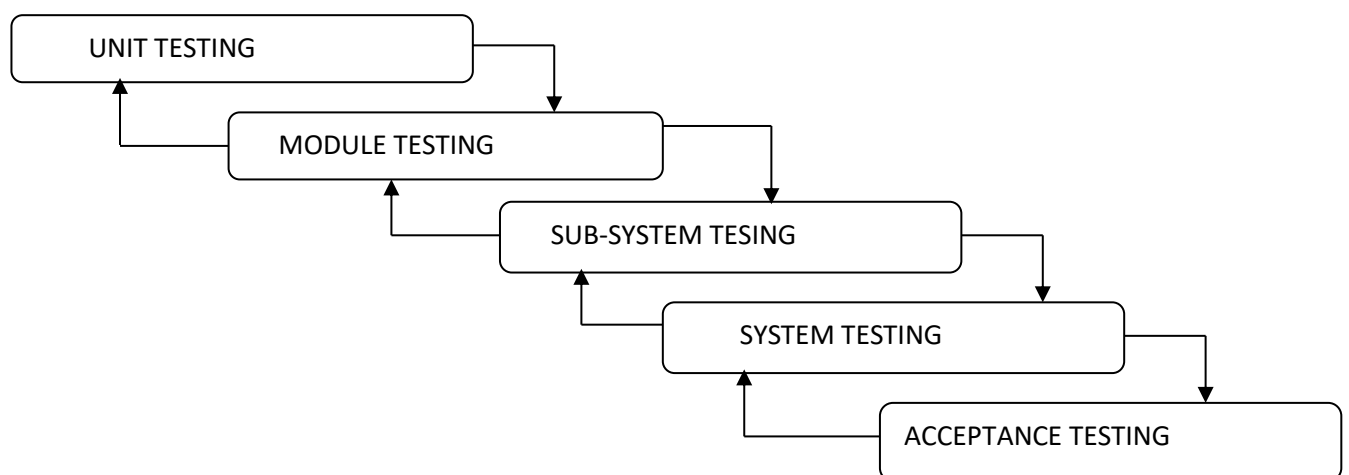 UNIT TESTING
MODULE TESTING
SUB-SYSTEM TESING
SYSTEM TESTING
ACCEPTANCE TESTING